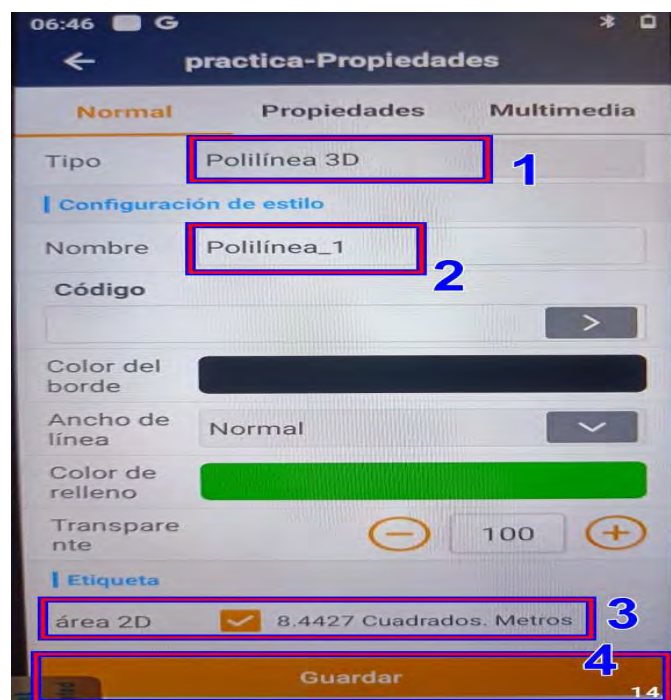 06:46 G
practica-Propiedades
Normal Propiedades Multimedia
Tipo Polilínea 3D 1
Configuración de estilo
Nombre Polilínea_1 2
Código
>
Color del
borde
Ancho de
línea
Normal
Color de
relleno
Transpare
nte
100
Etiqueta
área 2D 8.4427 Cuadrados. Metros 3
4
Guardar
14